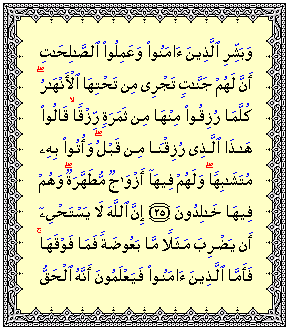 وَبَشِّرِ ٱلَّذِينَ ءَامَنُوا۟ وَعَمِلُوا۟ ٱلصَّـٰلِحَـٰتِ
أَنَّ لَهُمْ جَنَّـٰتٍ تَجْرِى مِن تَحْتِهَا ٱلْأَنْهَـٰرُ ۖ
كُلَّمَا رُزِقُوا۟ مِنْهَا مِن ثَمَرَةٍ رِّزْقًا ۙ قَالُوا۟
هَـٰذَا ٱلَّذِى رُزِقْنَا مِن قَبْلُ ۖ وَأُتُوا۟ بِهِۦ
مُتَشَـٰبِهًا ۖ وَلَهُمْ فِيهَآ أَزْوَٰجٌ مُّطَهَّرَةٌ ۖ وَهُمْ
فِيهَا خَـٰلِدُونَ ﴿٢٥﴾ إِنَّ ٱللَّهَ لَا يَسْتَحْىِۦٓ
أَن يَضْرِبَ مَثَلًا مَّا بَعُوضَةً فَمَا فَوْقَهَا ۚ
فَأَمَّا ٱلَّذِينَ ءَامَنُوا۟ فَيَعْلَمُونَ أَنَّهُ ٱلْحَقُّ